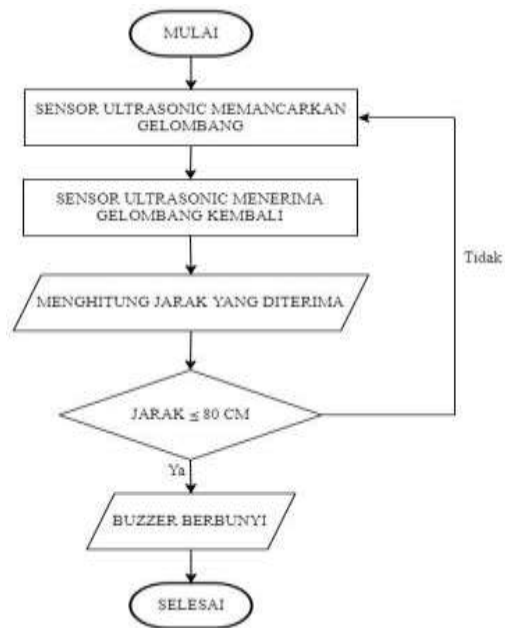 MULAI
SENSOR ULTRASONIC MEMANCARKAN
GELOMBANG
SENSOR ULTRASONIC MENERIMA
GELOMBANG KEMBALI
Tidak
MENGHITUNG JARAK YANG DITERIMA
JARAK ≤ 80 CM
Ya
BUZZER BERBUNYI
SELESAI